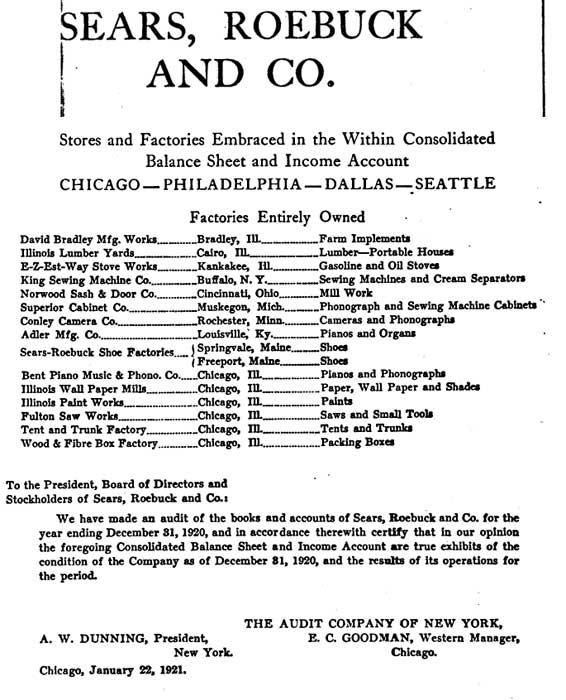 SEARS, ROEBUCK
AND CO.
Stores and Factories Embraced in the Within Consolidated
Balance Sheet and Income Account
CHICAGO—PHILADELPHIA—DALLAS—SEATTLE
Factories Entirely Owned
David Bradley Mfg. Works............Bradley, Ill...............Farm Implements
Illinois Lumber Yards..................Cairo, Ill..................Lumber—Portable Houses
E-Z-Est-Way Stove Works............Kankakee, Ill............Gasoline and Oil Stoves
King Sewing Machine Co.............Buffalo, N. Y.............Sewing Machines and Cream Separators
Norwood Sash & Door Co............Cincinnati, Ohio............Mill Work
Superior Cabinet Co..................Muskegon, Mich............Phonograph and Sewing Machine Cabinets
Conley Camera Co.....................Rochester, Minn............Cameras and Phonographs
Adler Mfg. Co...........................Louisville, Ky...............Pianos and Organs
Sears-Roebuck Shoe Factories.... { Springvale, Maine.........Shoes
{ Freeport, Maine............Shoes
Bent Piano Music & Phono. Co......Chicago, Ill...............Pianos and Phonographs
Illinois Wall Paper Mills...............Chicago, Ill...............Paper, Wall Paper and Shades
Illinois Paint Works.....................Chicago, Ill...............Paints
Fulton Saw Works.....................Chicago, Ill...............Saws and Small Tools
Tent and Trunk Factory...............Chicago, Ill...............Tents and Trunks
Wood & Fibre Box Factory............Chicago, Ill...............Packing Boxes
To the President, Board of Directors and
Stockholders of Sears, Roebuck and Co.:
We have made an audit of the books and accounts of Sears, Roebuck and Co. for the
year ending December 31, 1920, and in accordance therewith certify that in our opinion
the foregoing Consolidated Balance Sheet and Income Account are true exhibits of the
condition of the Company as of December 31, 1920, and the results of its operations for
the period.
THE AUDIT COMPANY OF NEW YORK,
A. W. DUNNING, President, E. C. GOODMAN, Western Manager,
New York. Chicago.
Chicago, January 22, 1921.